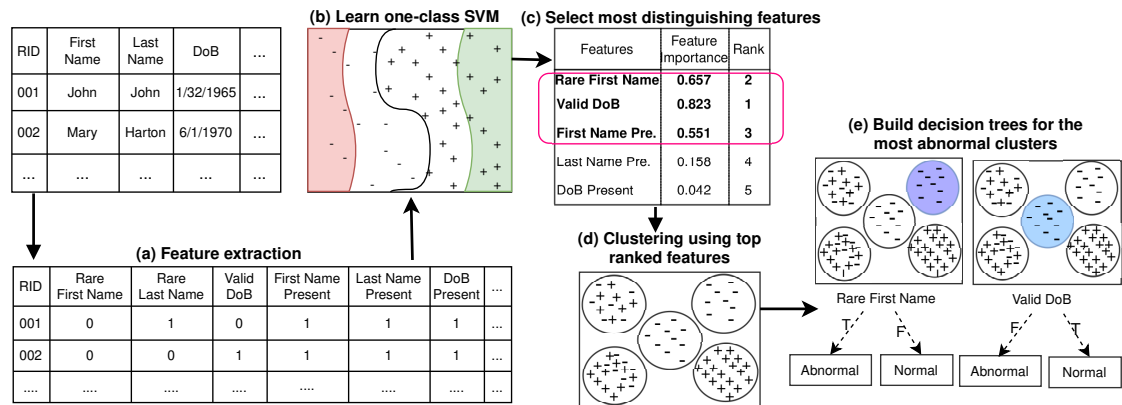 RID First Name Last Name DoB ...
001 John John 1/32/1965 ...
002 Mary Harton 6/1/1970 ...
... ... ... ... ...
(a) Feature extraction
RID Rare First Name Rare Last Name Valid DoB First Name Present Last Name Present DoB Present ...
001 0 1 0 1 1 1 ...
002 0 0 1 1 1 1 ...
.... .... .... .... .... .... .... ...
(b) Learn one-class SVM
(c) Select most distinguishing features
Features Feature Importance Rank
Rare First Name 0.657 2
Valid DoB 0.823 1
First Name Pre. 0.551 3
Last Name Pre. 0.158 4
DoB Present 0.042 5
(d) Clustering using top
ranked features
(e) Build decision trees for the
most abnormal clusters
Rare First Name
T F
Abnormal Normal
Valid DoB
F T
Abnormal Normal